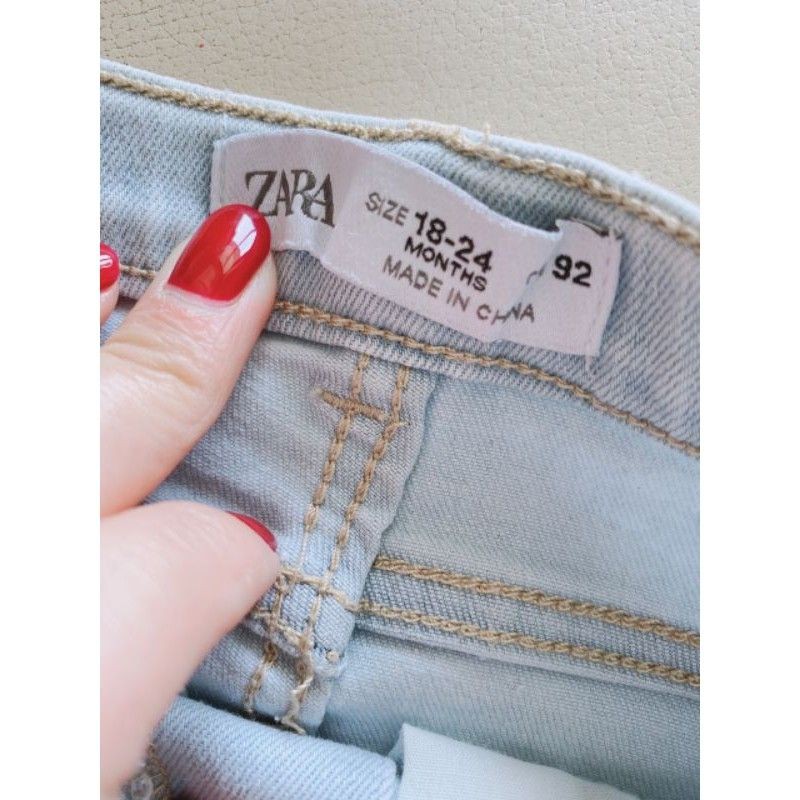 ZARA
SIZE 18-24
MONTHS
MADE IN CHINA
92